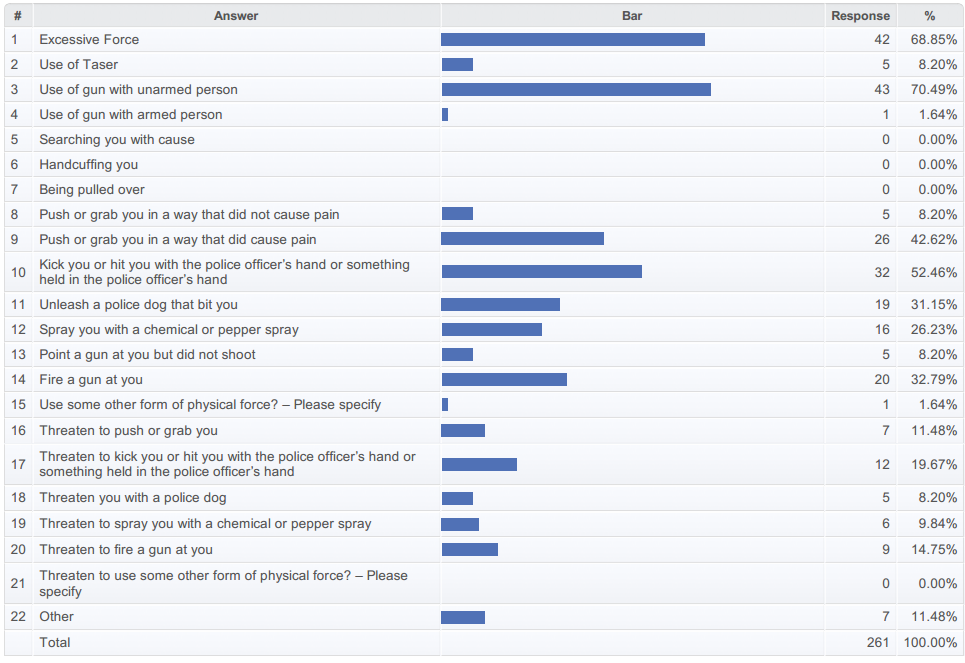 # Answer Bar Response %
1 Excessive Force 42 68.85%
2 Use of Taser 5 8.20%
3 Use of gun with unarmed person 43 70.49%
4 Use of gun with armed person 1 1.64%
5 Searching you with cause 0 0.00%
6 Handcuffing you 0 0.00%
7 Being pulled over 0 0.00%
8 Push or grab you in a way that did not cause pain 5 8.20%
9 Push or grab you in a way that did cause pain 26 42.62%
10 Kick you or hit you with the police officer's hand or something
held in the police officer's hand 32 52.46%
11 Unleash a police dog that bit you 19 31.15%
12 Spray you with a chemical or pepper spray 16 26.23%
13 Point a gun at you but did not shoot 5 8.20%
14 Fire a gun at you 20 32.79%
15 Use some other form of physical force? – Please specify 1 1.64%
16 Threaten to push or grab you 7 11.48%
17 Threaten to kick you or hit you with the police officer's hand or
something held in the police officer's hand 12 19.67%
18 Threaten you with a police dog 5 8.20%
19 Threaten to spray you with a chemical or pepper spray 6 9.84%
20 Threaten to fire a gun at you 9 14.75%
21 Threaten to use some other form of physical force? – Please
specify 0 0.00%
22 Other 7 11.48%
Total 261 100.00%